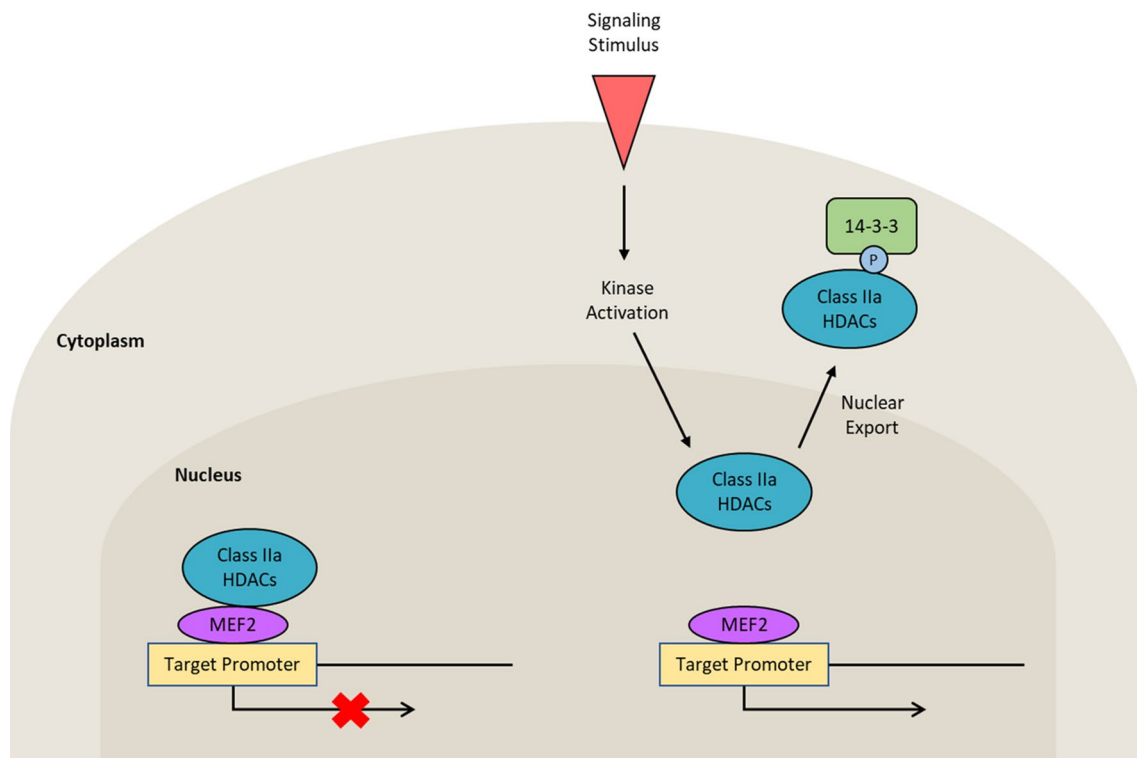 Signaling
Stimulus
14-3-3
P
Class IIa
HDACs
Kinase
Activation
Cytoplasm
Nuclear
Export
Nucleus
Class IIa
HDACs
Class IIa
HDACs
MEF2
Target Promoter
MEF2
Target Promoter